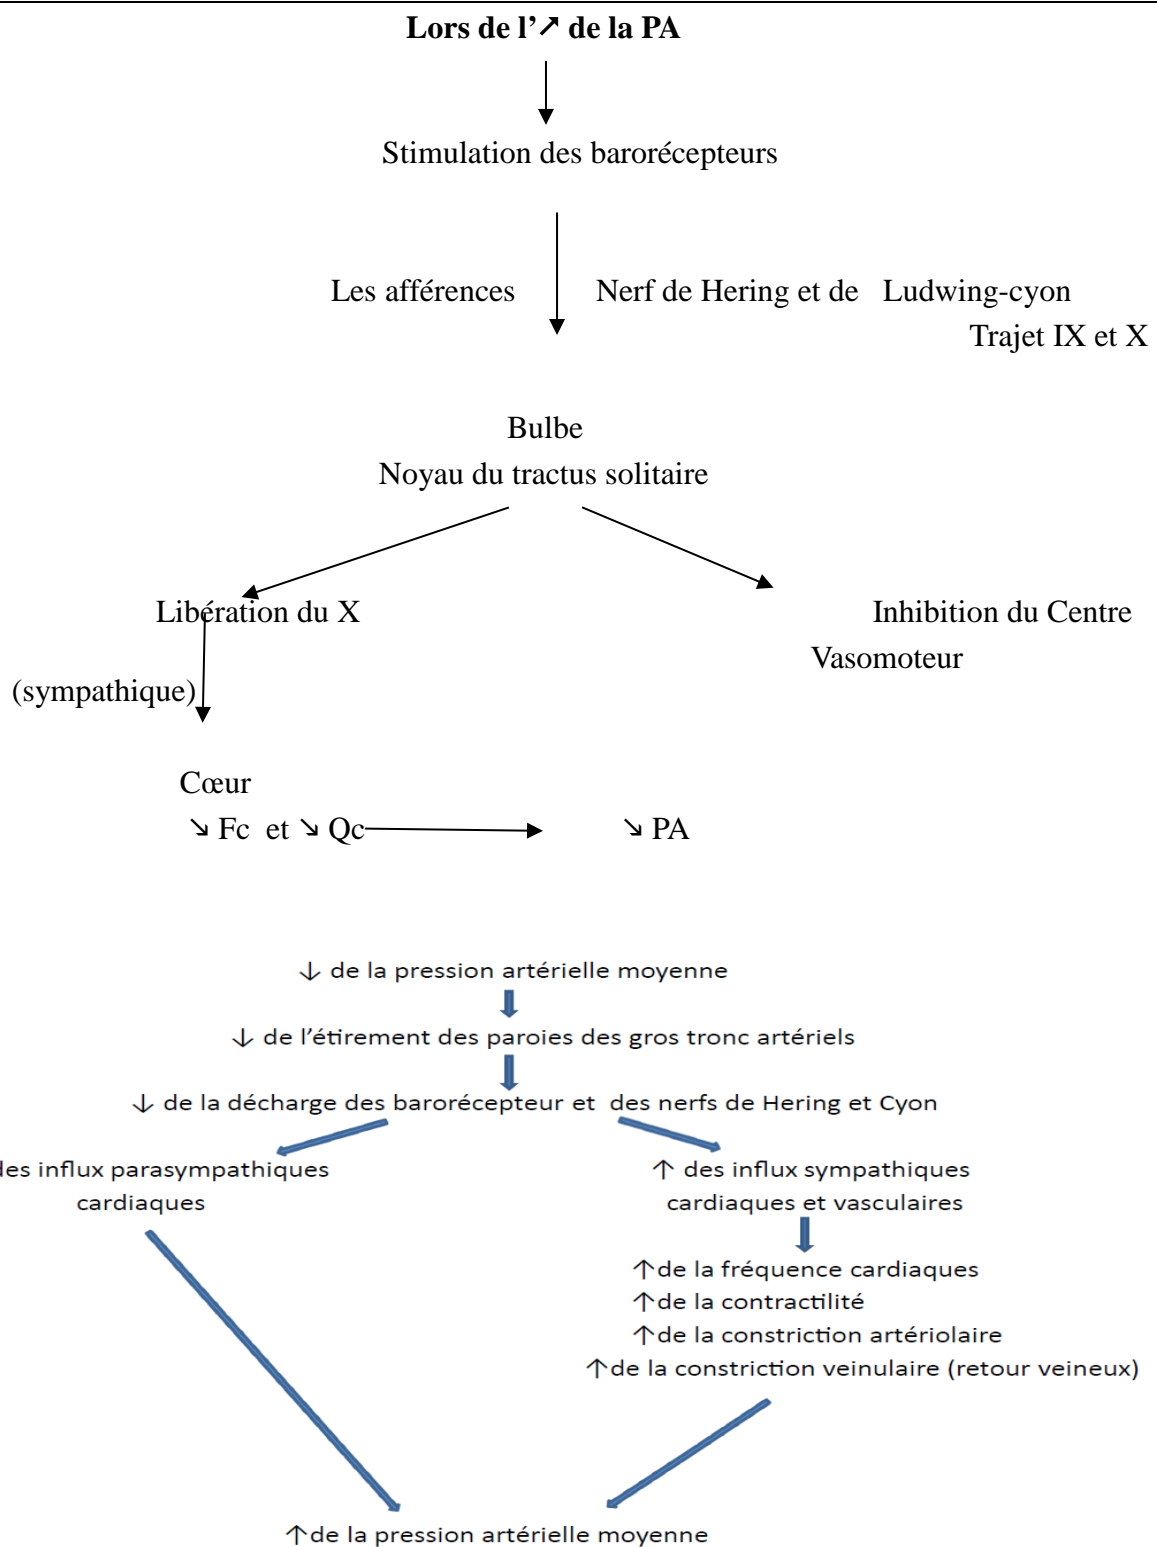 Lors de l’↗ de la PA
Stimulation des barorécepteurs
Les afférences Nerf de Hering et de Ludwing-cyon
Trajet IX et X
Bulbe
Noyau du tractus solitaire
Libération du X Inhibition du Centre
Vasomoteur
(sympathique)
Cœur
↘ Fc et ↘ Qc ↘ PA
↓ de la pression artérielle moyenne
↓ de l’étirement des paroies des gros tronc artériels
↓ de la décharge des barorécepteur et des nerfs de Hering et Cyon
des influx parasympathiques
cardiaques
↑ des influx sympathiques
cardiaques et vasculaires
↑de la fréquence cardiaques
↑de la contractilité
↑de la constriction artériolaire
↑de la constriction veinulaire (retour veineux)
↑de la pression artérielle moyenne